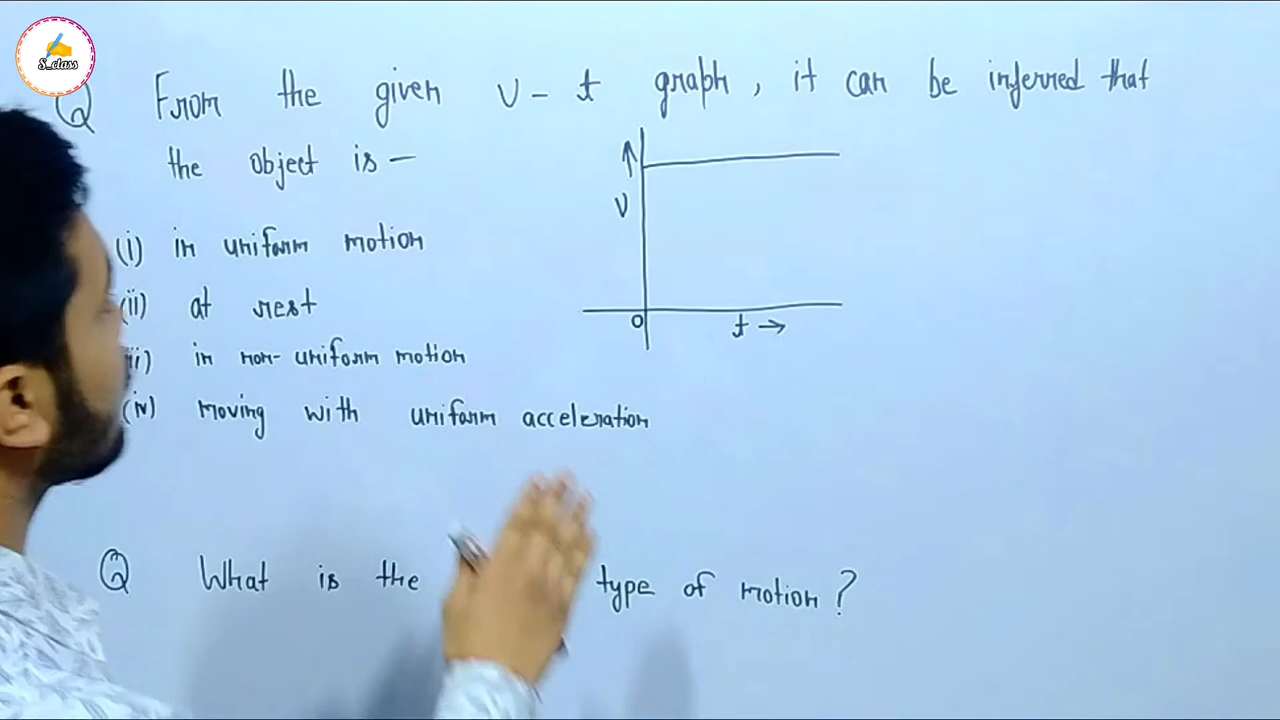 S_class
Q From the given v - t graph, it can be inferred that
the object is —
(i) in uniform motion
(ii) at rest
(iii) in non-uniform motion
(iv) moving with uniform acceleration
v
0
t →
Q What is the type of motion?